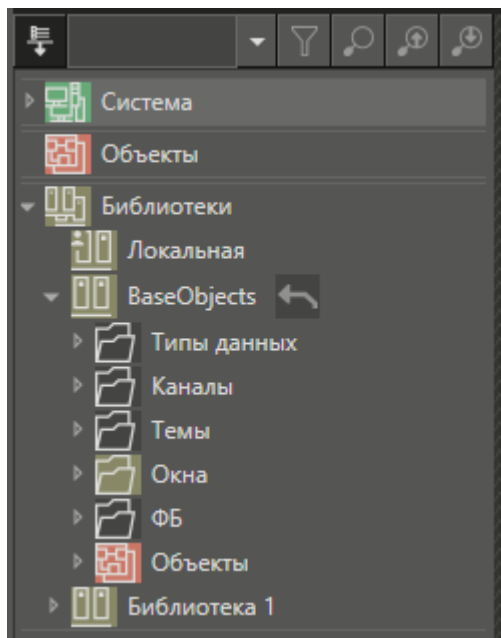 Система
Объекты
Библиотеки
Локальная
BaseObjects
Типы данных
Каналы
Темы
Окна
ФБ
Объекты
Библиотека 1